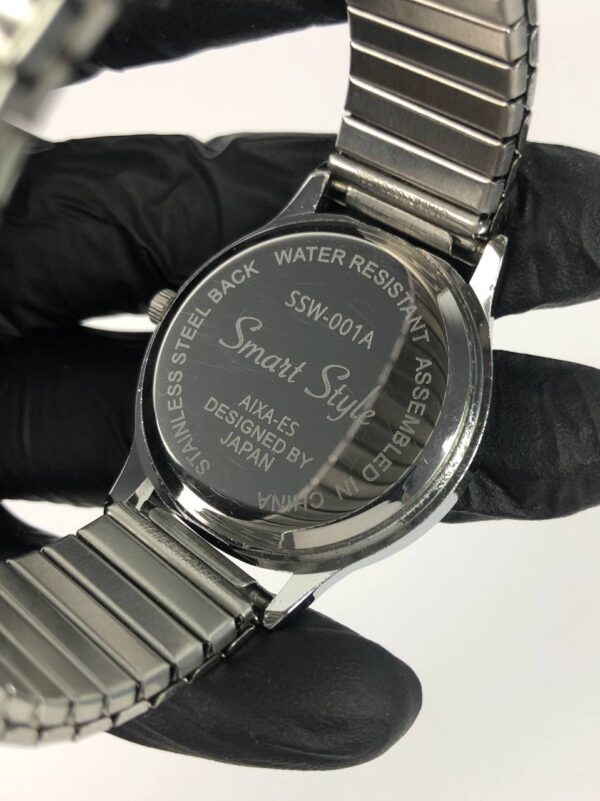 STAINLESS STEEL BACK WATER RESISTANT ASSEMBLED IN CHINA
SSW-001A
Smart Style
AIXA-ES
DESIGNED BY
JAPAN